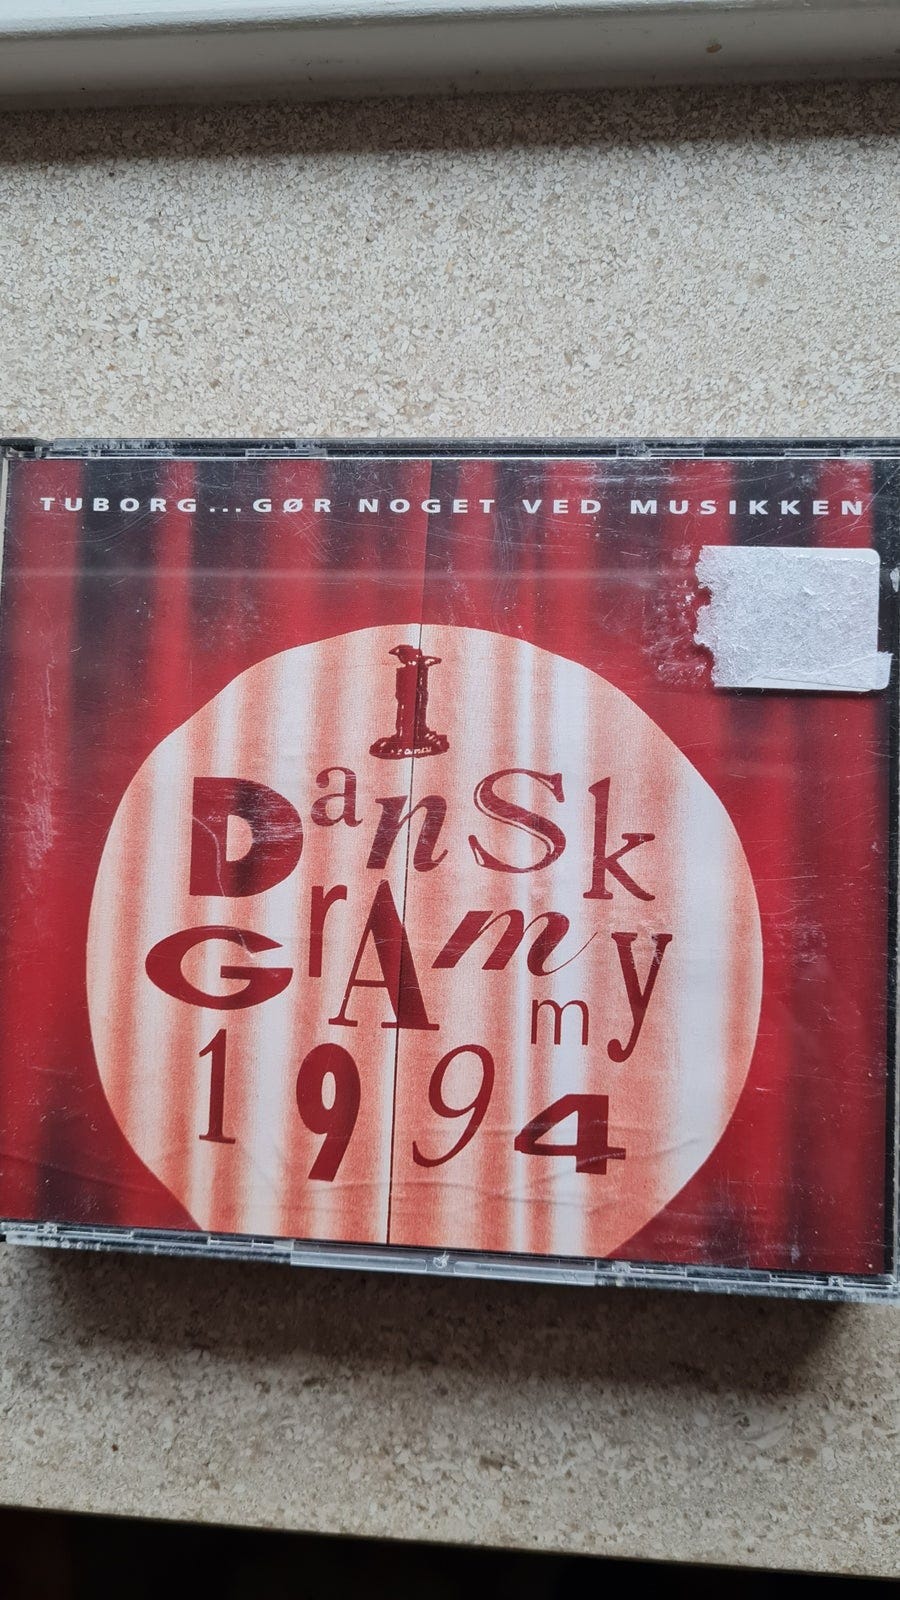 TUBORG...GØR NOGET VED MUSIKKEN
DanSk
GrAmmy
1994